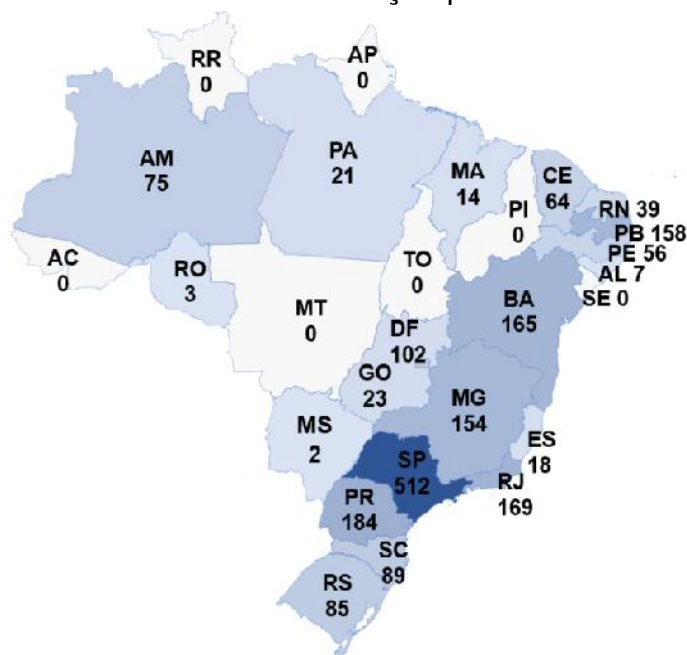 RR
0
AP
0
AM
75
PA
21
MA
14
CE
64
PI
0
RN 39
PB 158
PE 56
AL 7
SE 0
AC
0
RO
3
TO
0
MT
0
BA
165
DF
102
GO
23
MG
154
MS
2
ES
18
SP
512
RJ
169
PR
184
SC
89
RS
85